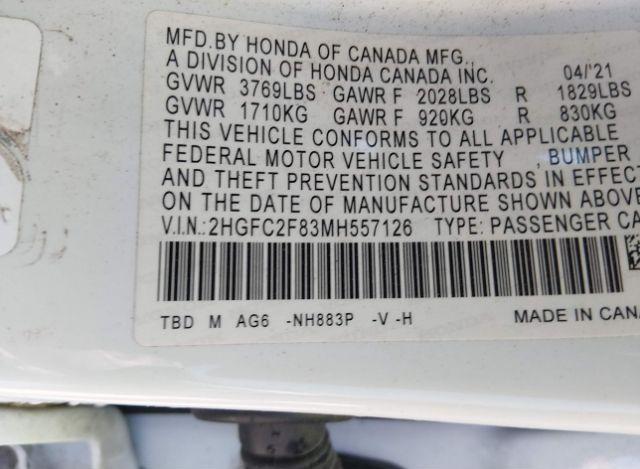 MFD.BY HONDA OF CANADA MFG.,
A DIVISION OF HONDA CANADA INC. 04/'21
GVWR 3769LBS GAWR F 2028LBS R 1829LBS
GVWR 1710KG GAWR F 920KG R 830KG
THIS VEHICLE CONFORMS TO ALL APPLICABLE
FEDERAL MOTOR VEHICLE SAFETY , BUMPER
AND THEFT PREVENTION STANDARDS IN EFFECT
ON THE DATE OF MANUFACTURE SHOWN ABOVE
V.I.N.:2HGFC2F83MH557126 TYPE: PASSENGER CA
TBD M AG6 -NH883P -V -H MADE IN CANA